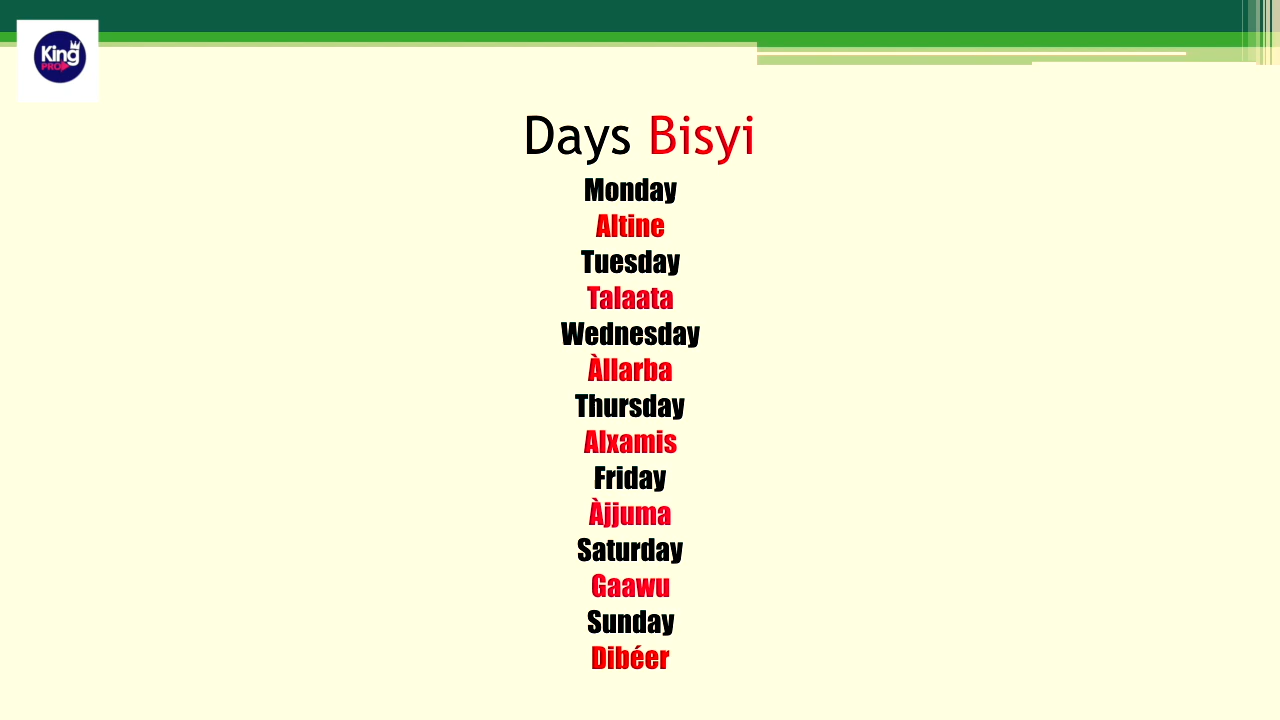 King
PRO
Days Bisyi
Monday
Altine
Tuesday
Talaata
Wednesday
Àllarba
Thursday
Alxamis
Friday
Àjjuma
Saturday
Gaawu
Sunday
Dibéer